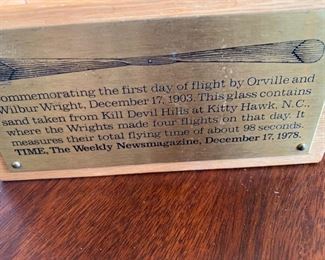 ommemorating the first day of flight by Orville and
Wilbur Wright, December 17, 1903. This glass contains
sand taken from Kill Devil Hills at Kitty Hawk, N.C.,
where the Wrights made four flights on that day. It
measures their total flying time of about 98 seconds.
TIME, The Weekly Newsmagazine, December 17, 1978.